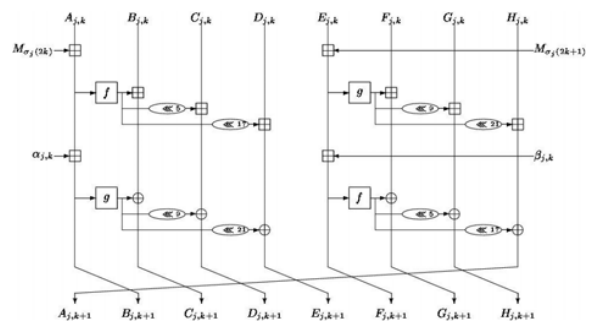 A_{j,k} B_{j,k} C_{j,k} D_{j,k} E_{j,k} F_{j,k} G_{j,k} H_{j,k}
M_{σ_j(2k)} M_{σ_j(2k+1)}
f g
≪ 5 ≪ 9
≪ 17 ≪ 21
α_{j,k} β_{j,k}
g f
≪ 9 ≪ 5
≪ 21 ≪ 17
A_{j,k+1} B_{j,k+1} C_{j,k+1} D_{j,k+1} E_{j,k+1} F_{j,k+1} G_{j,k+1} H_{j,k+1}